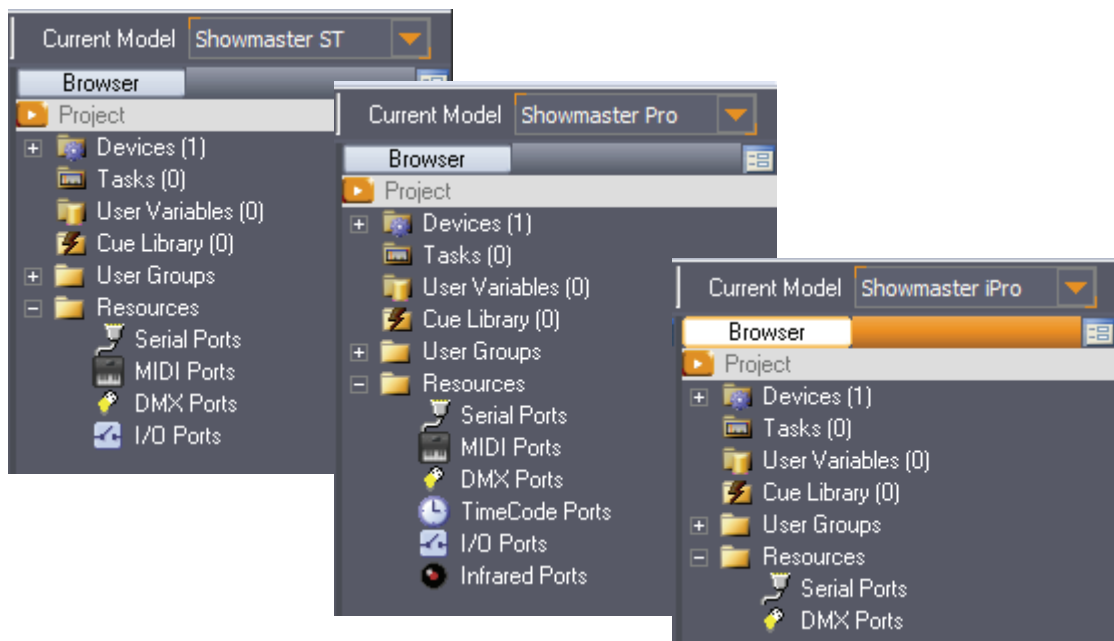 Current Model Showmaster ST
Browser
Project
Devices (1)
Tasks (0)
User Variables (0)
Cue Library (0)
User Groups
Resources
Serial Ports
MIDI Ports
DMX Ports
I/O Ports
Current Model Showmaster Pro
Browser
Project
Devices (1)
Tasks (0)
User Variables (0)
Cue Library (0)
User Groups
Resources
Serial Ports
MIDI Ports
DMX Ports
TimeCode Ports
I/O Ports
Infrared Ports
Current Model Showmaster iPro
Browser
Project
Devices (1)
Tasks (0)
User Variables (0)
Cue Library (0)
User Groups
Resources
Serial Ports
DMX Ports